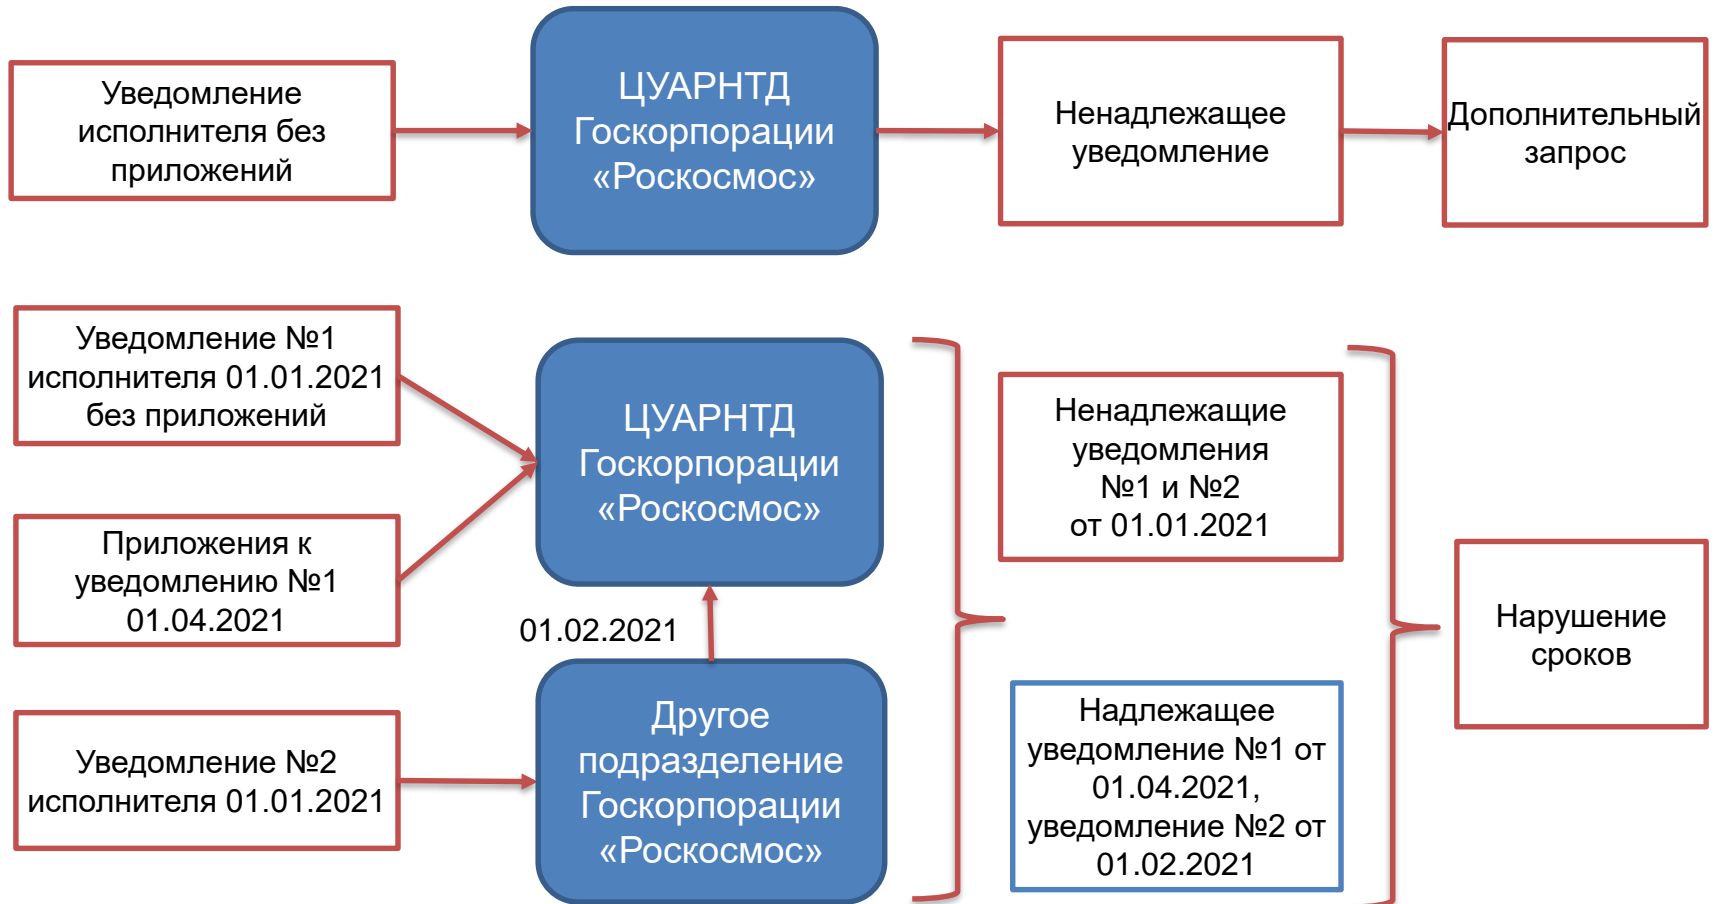 Уведомление
исполнителя без
приложений
ЦУАРНТД
Госкорпорации
«Роскосмос»
Ненадлежащее
уведомление
Дополнительный
запрос
Уведомление №1
исполнителя 01.01.2021
без приложений
Приложения к
уведомлению №1
01.04.2021
Уведомление №2
исполнителя 01.01.2021
ЦУАРНТД
Госкорпорации
«Роскосмос»
01.02.2021
Другое
подразделение
Госкорпорации
«Роскосмос»
Ненадлежащие
уведомления
№1 и №2
от 01.01.2021
Надлежащее
уведомление №1 от
01.04.2021,
уведомление №2 от
01.02.2021
Нарушение
сроков